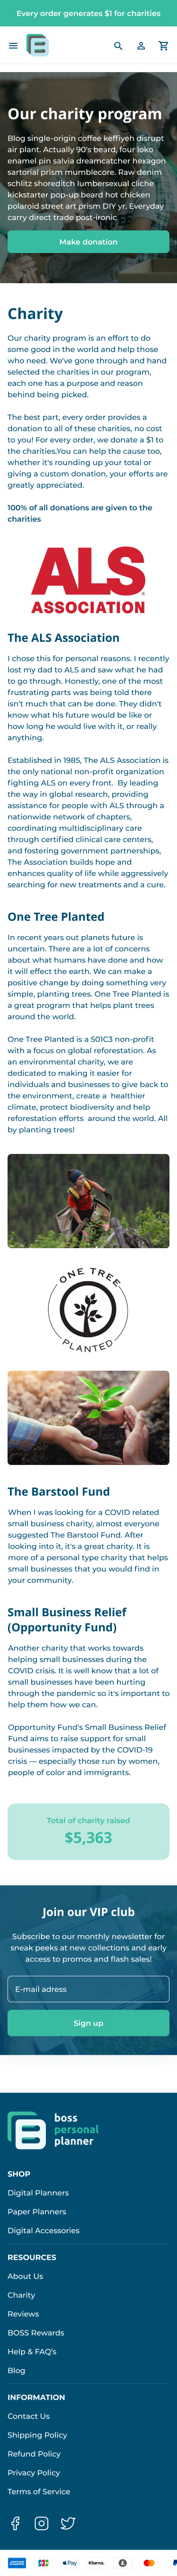 Every order generates $1 for charities
B
Our charity program
Blog single-origin coffee keffiyeh disrupt
air plant. Actually 90's beard, four loko
enamel pin salvia dreamcatcher hexagon
sartorial prism mublecore. Raw denim
schlitz shoreditch lumbersexual cliche
kickstarter pop-up beard hot chicken
polaroid street art prism DIY yr. Everyday
carry direct trade post-ironic
Make donation
Charity
Our charity program is an effort to do
some good in the world and help those
who need. We've gone through and hand
selected the charities in our program,
each one has a purpose and reason
behind being picked.
The best part, every order provides a
donation to all of these charities, no cost
to you! For every order, we donate a $1 to
the charities.You can help the cause too,
whether it's rounding up your total or
giving a custom donation, your efforts are
greatly appreciated.
100% of all donations are given to the
charities
ALS
ASSOCIATION
The ALS Association
I chose this for personal reasons. I recently
lost my dad to ALS and saw what he had
to go through. Honestly, one of the most
frustrating parts was being told there
isn't much that can be done. They didn't
know what his future would be like or
how long he would live with it, or really
anything.
Established in 1985, The ALS Association is
the only national non-profit organization
fighting ALS on every front. By leading
the way in global research, providing
assistance for people with ALS through a
nationwide network of chapters,
coordinating multidisciplinary care
through certified clinical care centers,
and fostering government partnerships,
The Association builds hope and
enhances quality of life while aggressively
searching for new treatments and a cure.
One Tree Planted
In recent years out planets future is
uncertain. There are a lot of concerns
about what humans have done and how
it will effect the earth. We can make a
positive change by doing something very
simple, planting trees. One Tree Planted is
a great program that helps plant trees
around the world.
One Tree Planted is a 501C3 non-profit
with a focus on global reforestation. As
an environmental charity, we are
dedicated to making it easier for
individuals and businesses to give back to
the environment, create a healthier
climate, protect biodiversity and help
reforestation efforts around the world. All
by planting trees!
ONE TREE
PLANTED
The Barstool Fund
When I was looking for a COVID related
small business charity, almost everyone
suggested The Barstool Fund. After
looking into it, it's a great charity. It is
more of a personal type charity that helps
small businesses that you would find in
your community.
Small Business Relief
(Opportunity Fund)
Another charity that works towards
helping small businesses during the
COVID crisis. It is well know that a lot of
small businesses have been hurting
through the pandemic so it's important to
help them how we can.
Opportunity Fund's Small Business Relief
Fund aims to raise support for small
businesses impacted by the COVID-19
crisis — especially those run by women,
people of color and immigrants.
Total of charity raised
$5,363
Join our VIP club
Subscribe to our monthly newsletter for
sneak peeks at new collections and early
access to promos and flash sales!
E-mail adress
Sign up
B
boss
personal
planner
SHOP
Digital Planners
Paper Planners
Digital Accessories
RESOURCES
About Us
Charity
Reviews
BOSS Rewards
Help & FAQ's
Blog
INFORMATION
Contact Us
Shipping Policy
Refund Policy
Privacy Policy
Terms of Service
JCB Apple Pay Klarna.